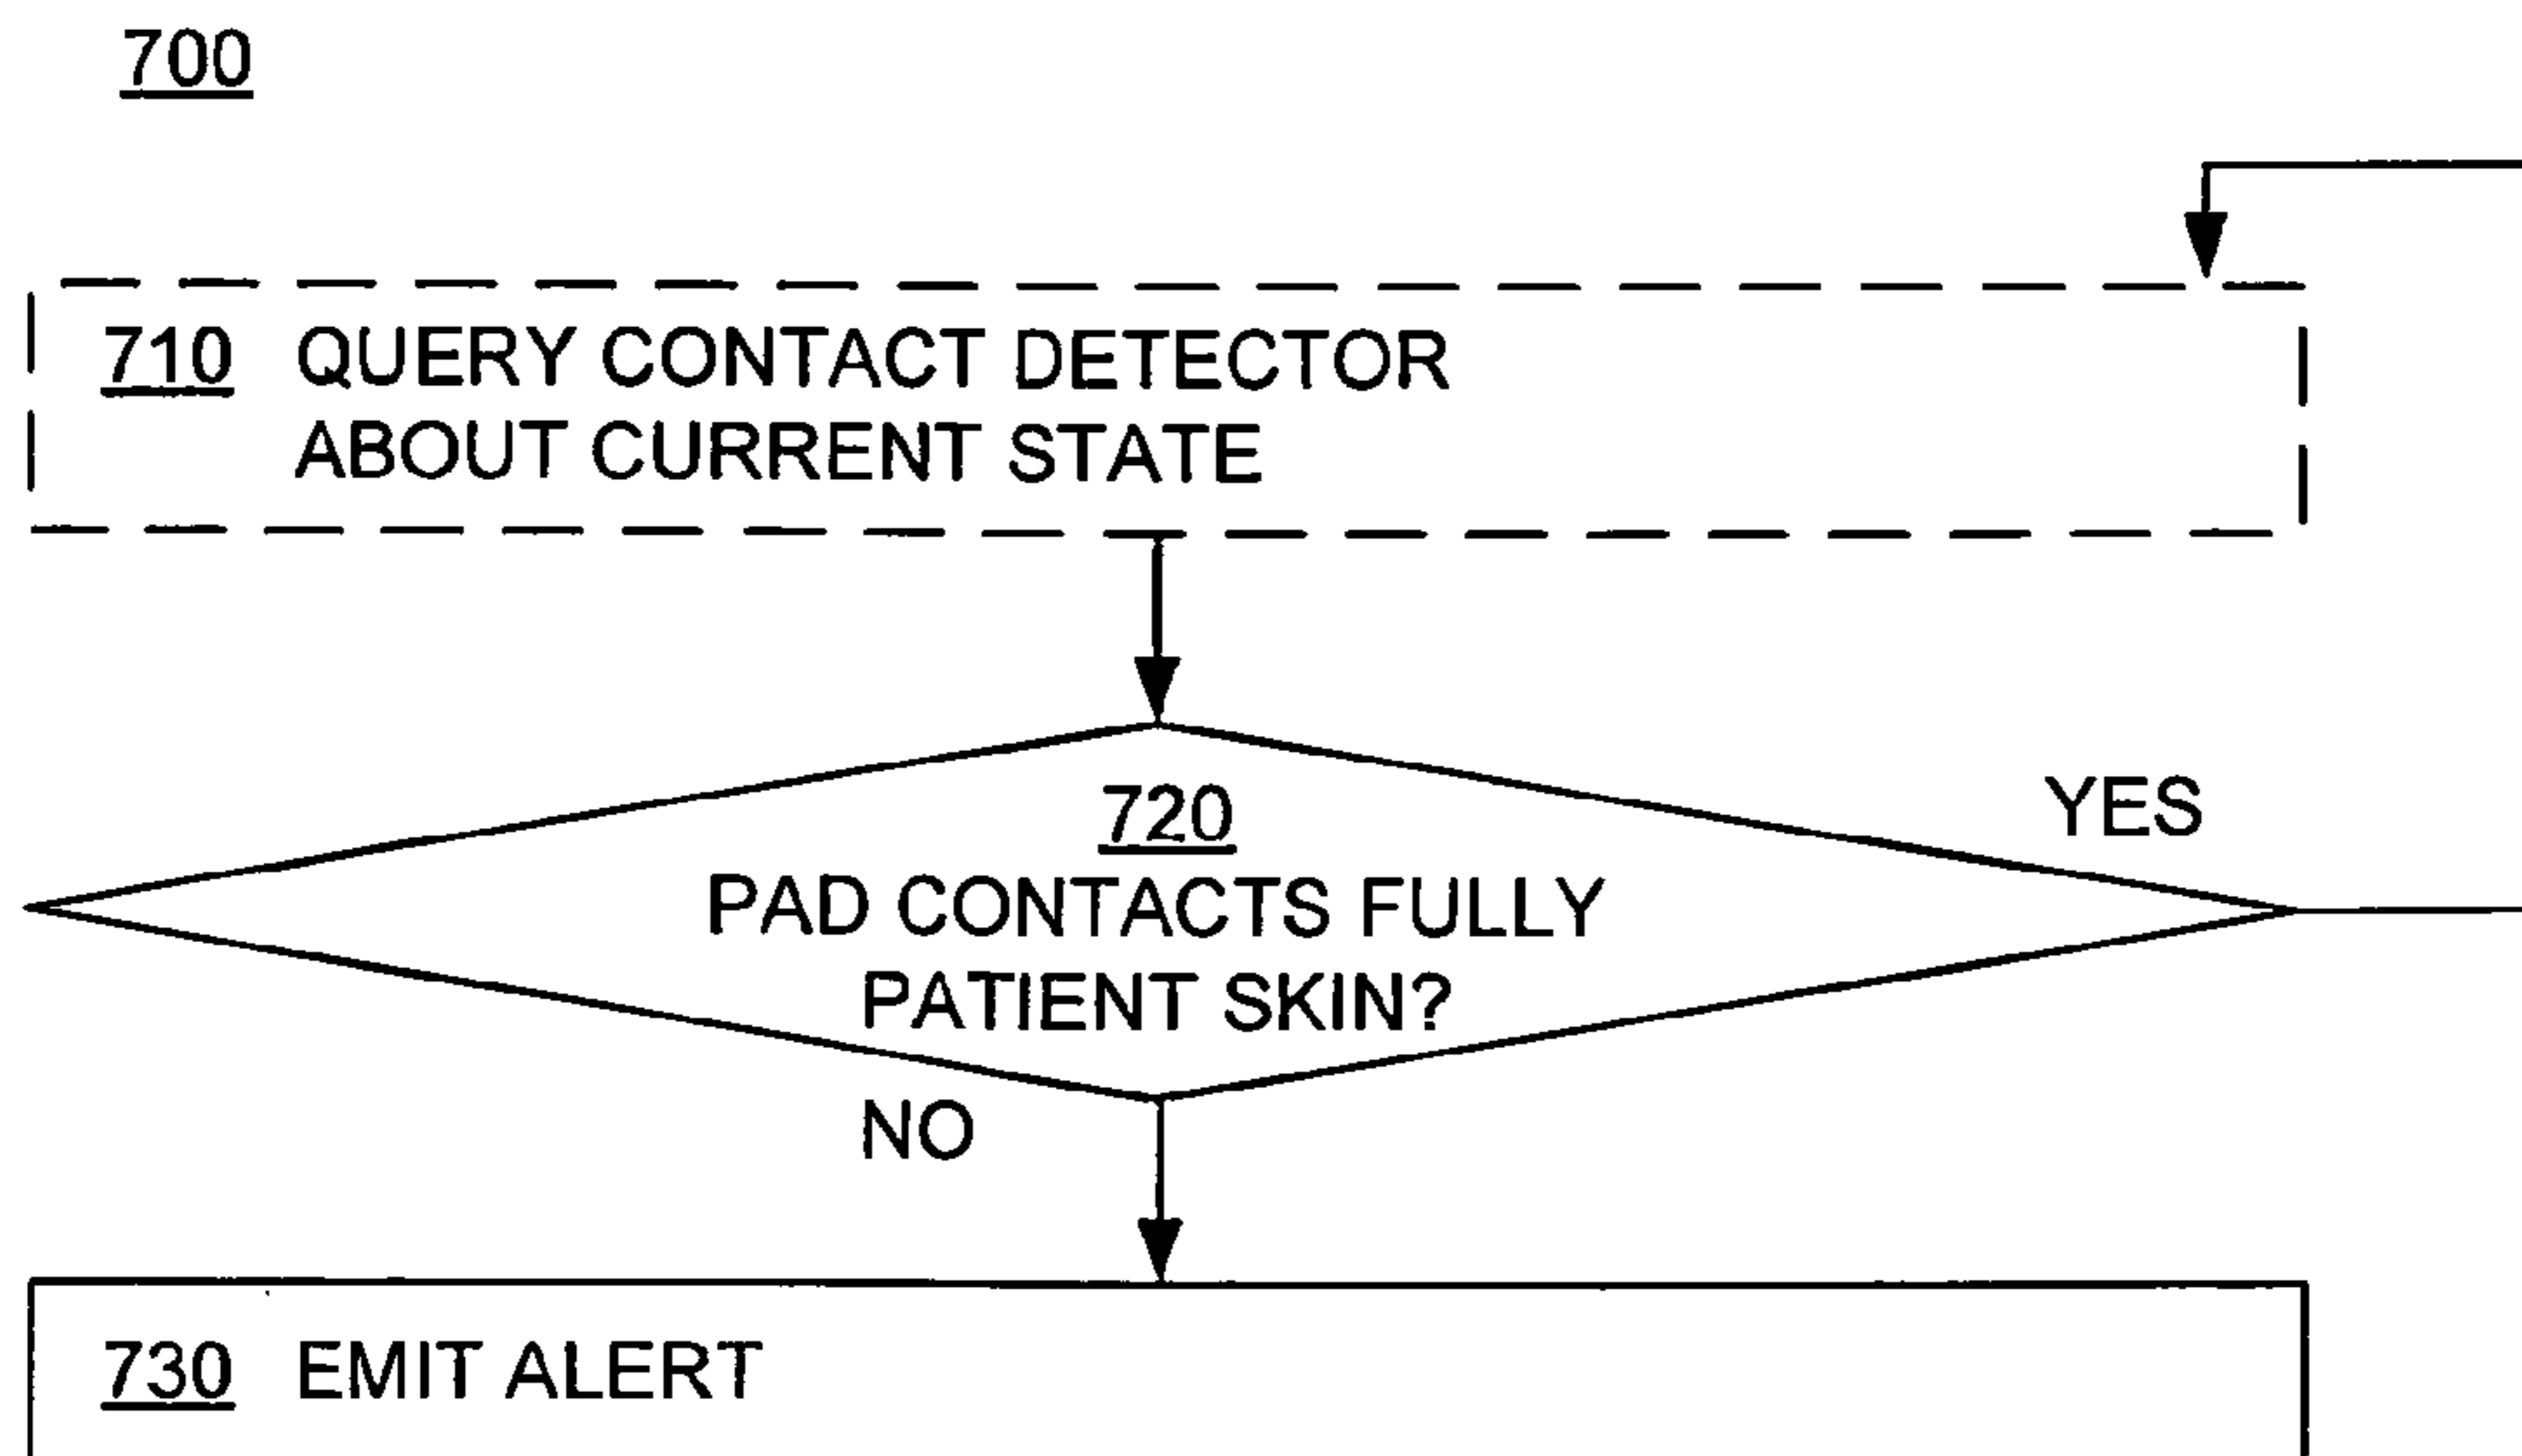 700
710 QUERY CONTACT DETECTOR
ABOUT CURRENT STATE
720
PAD CONTACTS FULLY
PATIENT SKIN?
YES
NO
730 EMIT ALERT